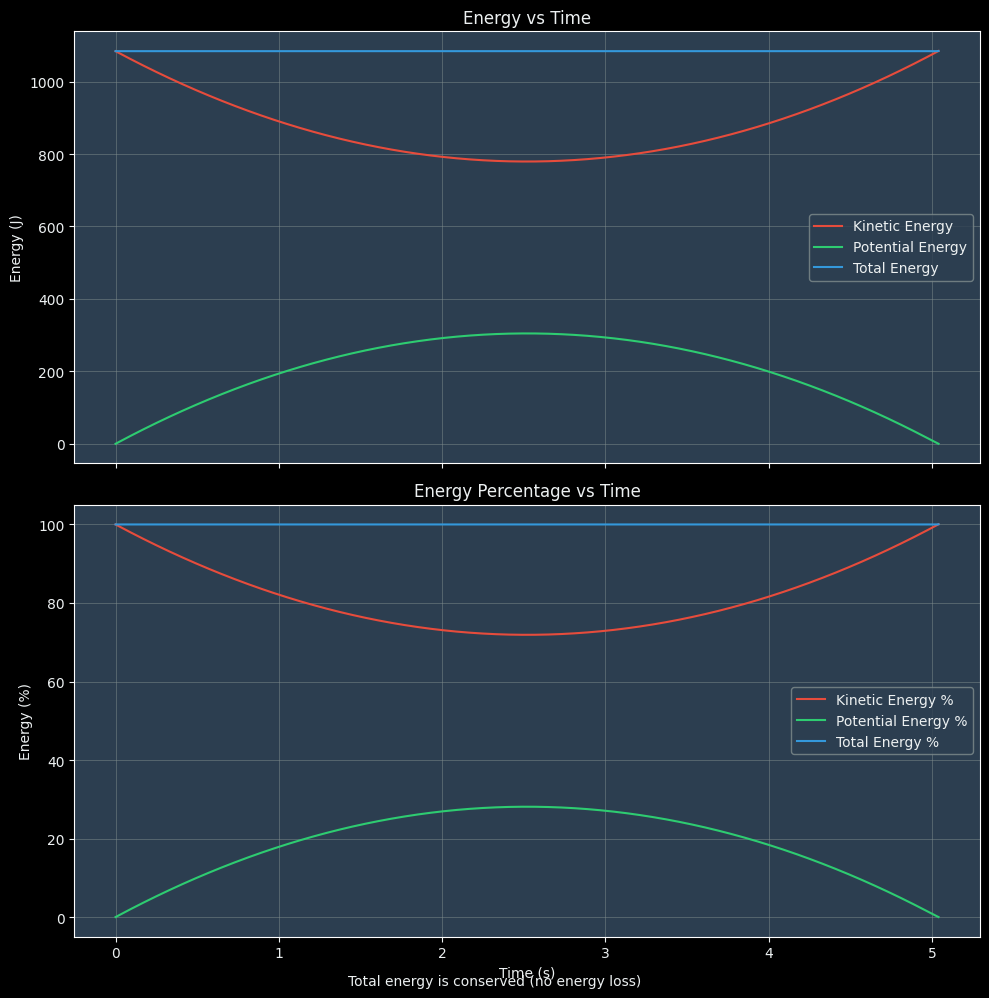 Energy vs Time
1000
800
600
400
200
0
Energy (J)
Kinetic Energy
Potential Energy
Total Energy
Energy Percentage vs Time
100
80
60
40
20
0
Energy (%)
Kinetic Energy %
Potential Energy %
Total Energy %
0 1 2 3 4 5
Time (s)
Total energy is conserved (no energy loss)